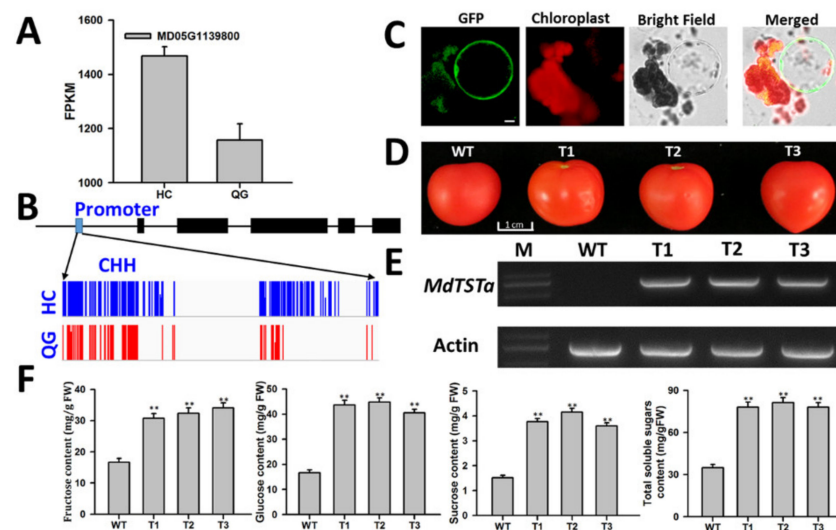 A
MD05G1139800
FPKM
1600
1400
1200
1000
HC
QG
B
Promoter
CHH
HC
QG
C
GFP
Chloroplast
Bright Field
Merged
D
WT
T1
T2
T3
1 cm
E
M
WT
T1
T2
T3
MdTSTa
Actin
F
Fructose content (mg/g FW)
40
30
20
10
0
WT
T1
T2
T3
**
**
**
Glucose content (mg/g FW)
60
50
40
30
20
10
0
WT
T1
T2
T3
**
**
**
Sucrose content (mg/g FW)
5
4
3
2
1
0
WT
T1
T2
T3
**
**
**
Total soluble sugars
content (mg/gFW)
90
60
30
0
WT
T1
T2
T3
**
**
**